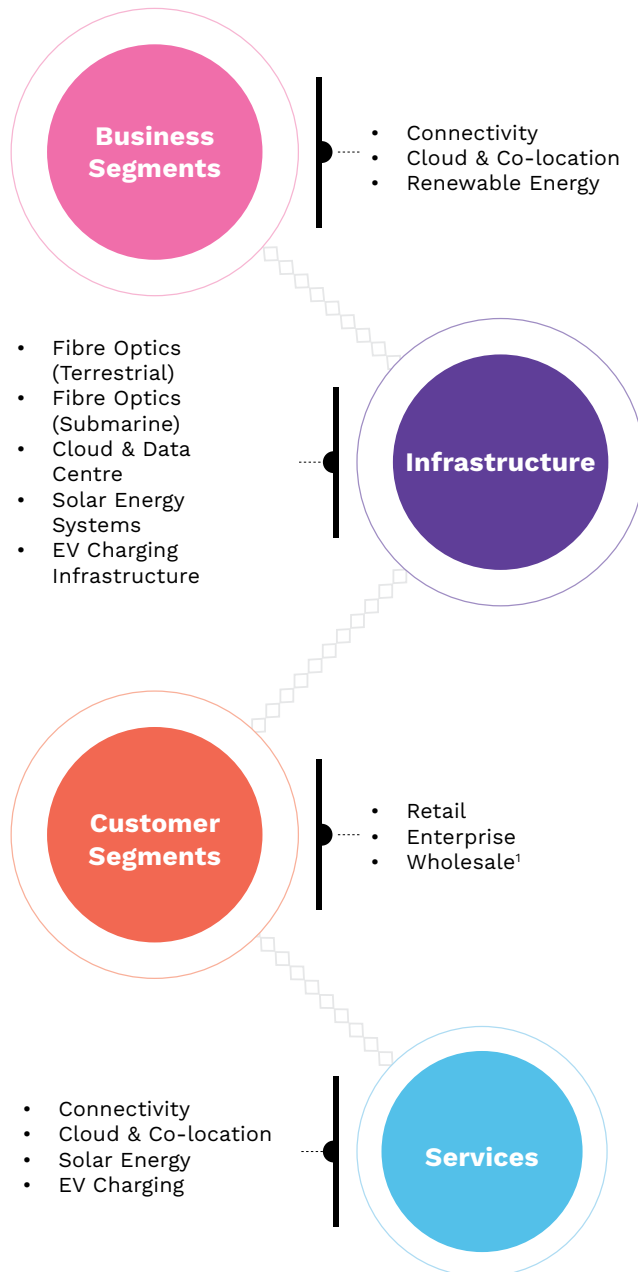 Business
Segments
• Connectivity
• Cloud & Co-location
• Renewable Energy
• Fibre Optics
(Terrestrial)
• Fibre Optics
(Submarine)
• Cloud & Data
Centre
• Solar Energy
Systems
• EV Charging
Infrastructure
Infrastructure
Customer
Segments
• Retail
• Enterprise
• Wholesale¹
• Connectivity
• Cloud & Co-location
• Solar Energy
• EV Charging
Services